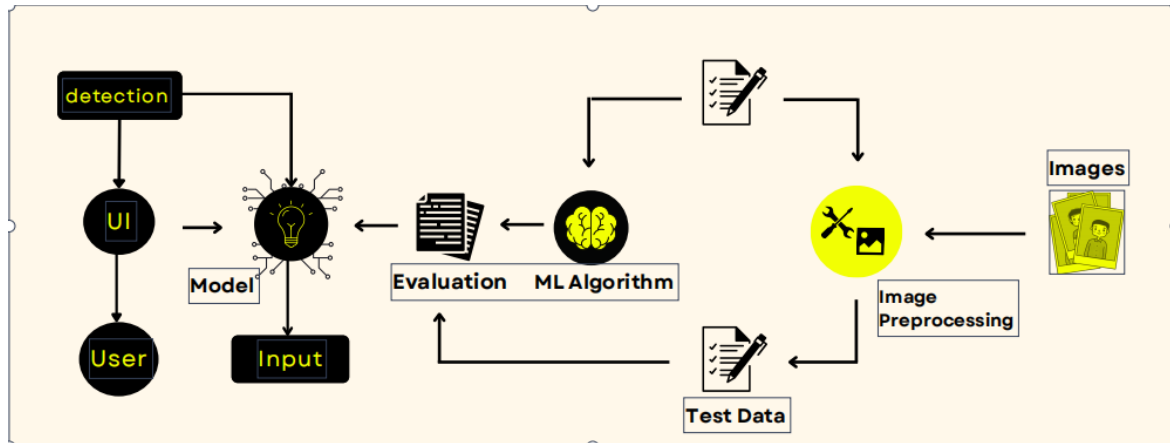 detection
Images
UI
Model
Evaluation
ML Algorithm
Image
Preprocessing
User
Input
Test Data